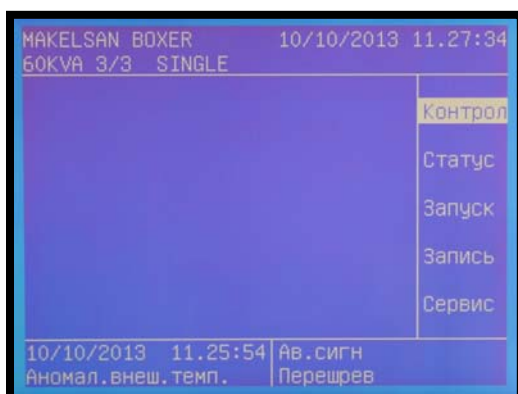 MAKELSAN BOXER 10/10/2013 11.27:34
60KVA 3/3 SINGLE
Контрол
Статус
Запуск
Запись
Сервис
10/10/2013 11.25:54 Ав.сигн
Аномал.внеш.темп. Перешрев